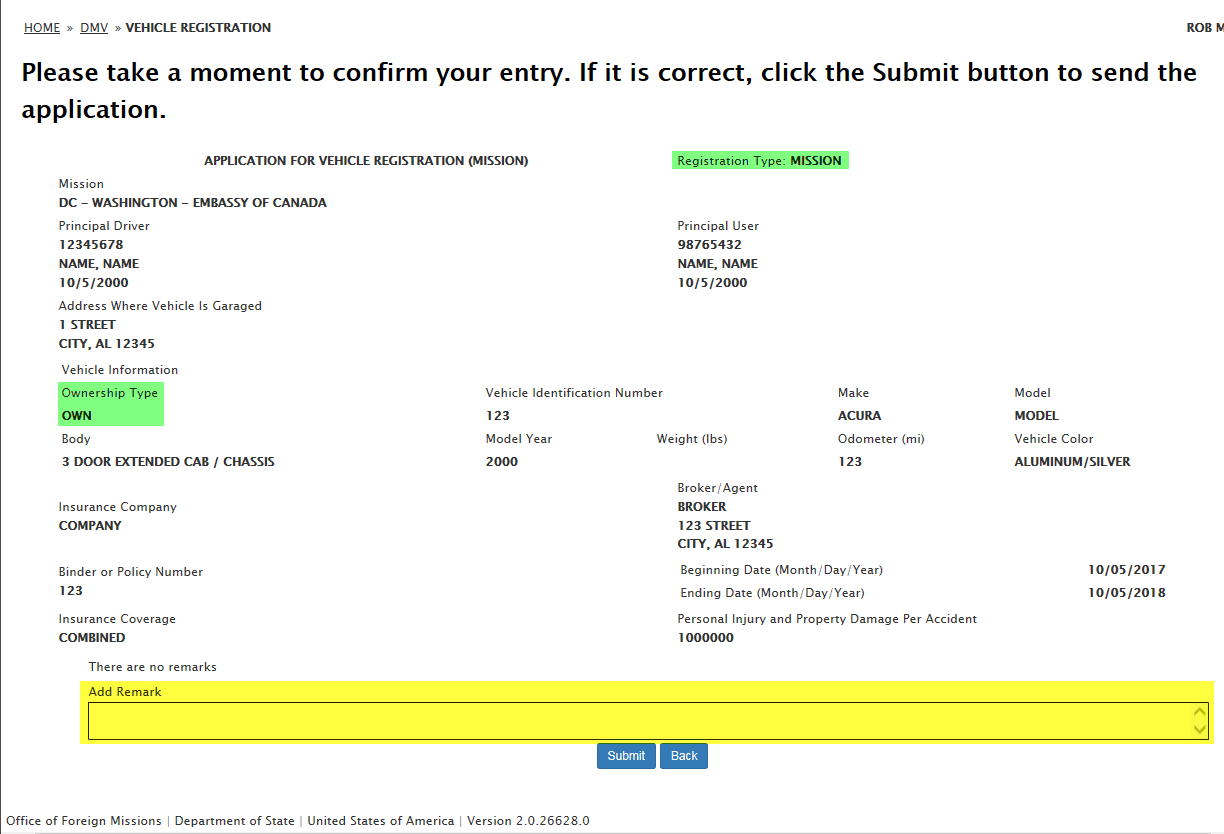 HOME » DMV » VEHICLE REGISTRATION
ROB M
Please take a moment to confirm your entry. If it is correct, click the Submit button to send the
application.
APPLICATION FOR VEHICLE REGISTRATION (MISSION)
Registration Type: MISSION
Mission
DC – WASHINGTON – EMBASSY OF CANADA
Principal Driver
12345678
NAME, NAME
10/5/2000
Principal User
98765432
NAME, NAME
10/5/2000
Address Where Vehicle Is Garaged
1 STREET
CITY, AL 12345
Vehicle Information
Ownership Type
OWN
Vehicle Identification Number
123
Make
ACURA
Model
MODEL
Body
3 DOOR EXTENDED CAB / CHASSIS
Model Year
2000
Weight (lbs)
Odometer (mi)
123
Vehicle Color
ALUMINUM/SILVER
Insurance Company
COMPANY
Broker/Agent
BROKER
123 STREET
CITY, AL 12345
Binder or Policy Number
123
Beginning Date (Month/Day/Year) 10/05/2017
Ending Date (Month/Day/Year) 10/05/2018
Insurance Coverage
COMBINED
Personal Injury and Property Damage Per Accident
1000000
There are no remarks
Add Remark
Submit Back
Office of Foreign Missions | Department of State | United States of America | Version 2.0.26628.0